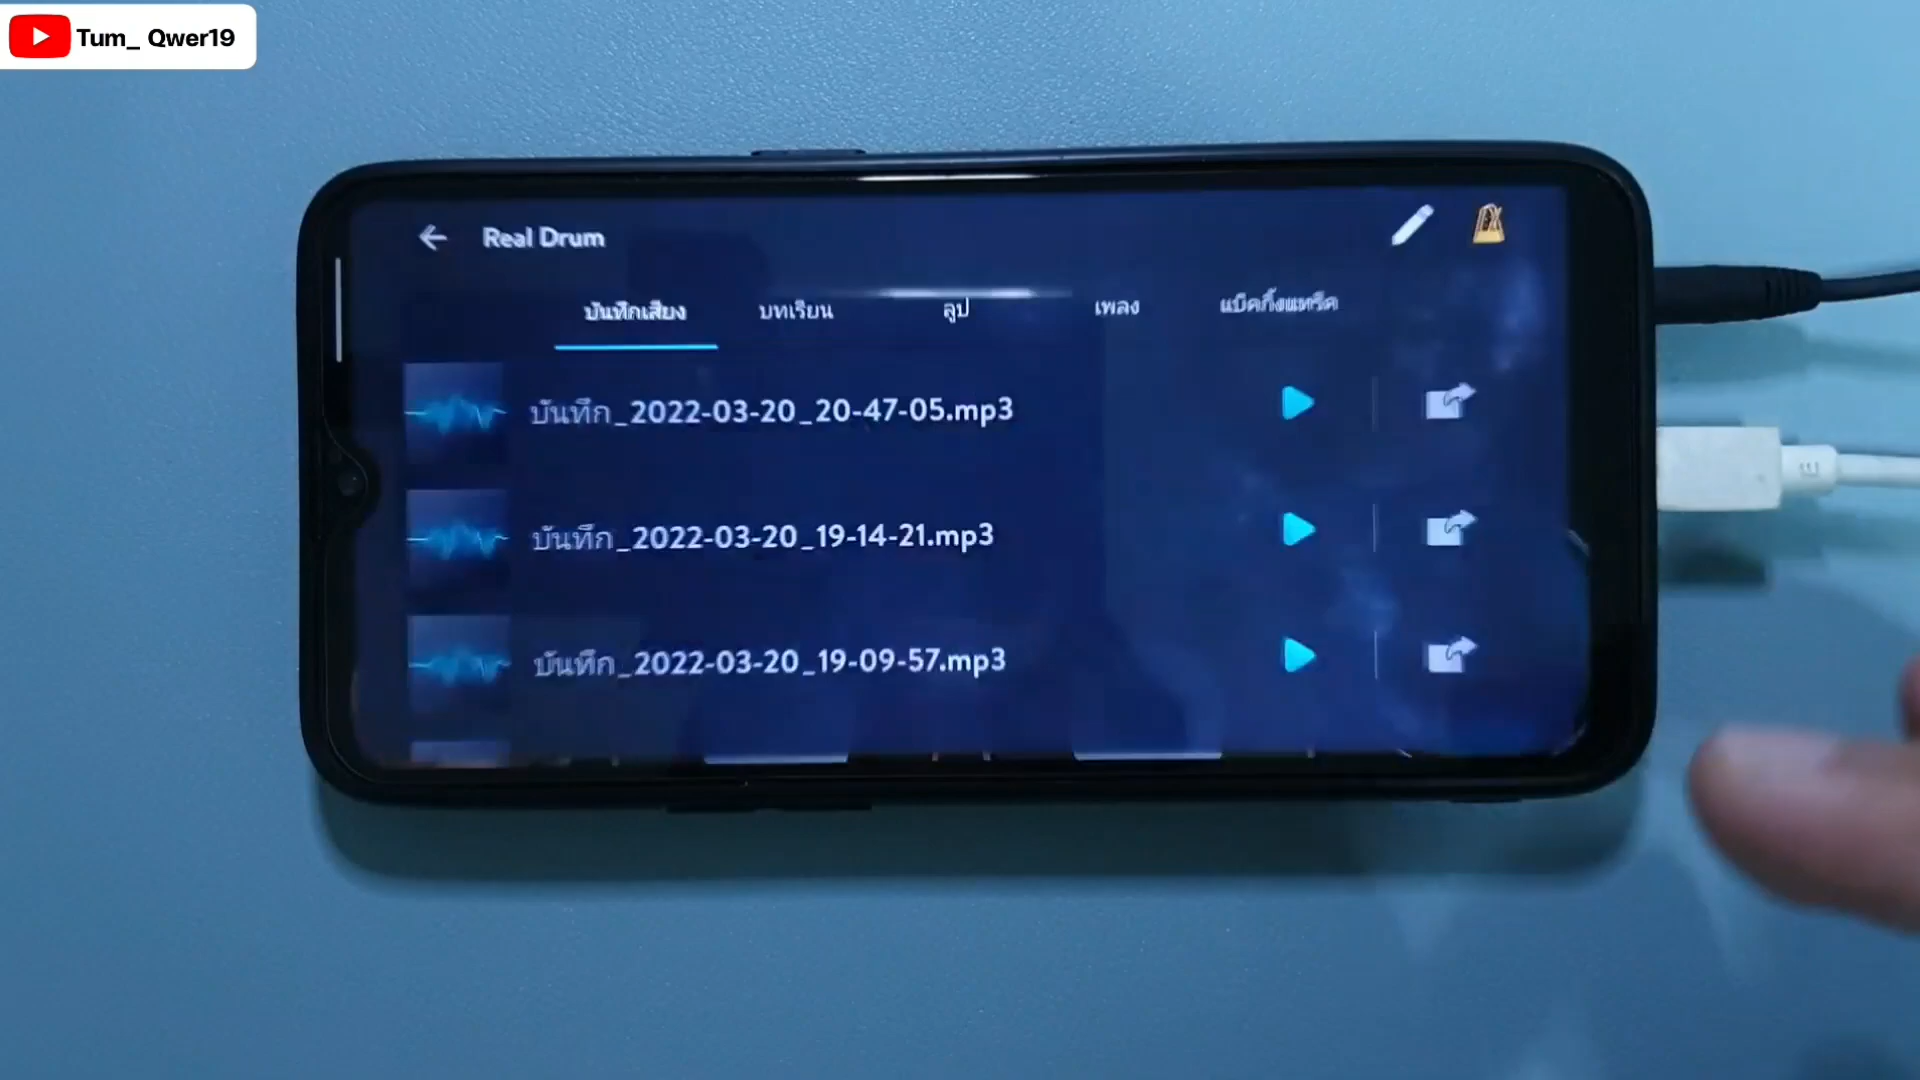 Tum_ Qwer19
Real Drum
บันทึกเสียง บทเรียน ลูป เพลง แบ็คกิ้งแทร็ค
บันทึก_2022-03-20_20-47-05.mp3
บันทึก_2022-03-20_19-14-21.mp3
บันทึก_2022-03-20_19-09-57.mp3